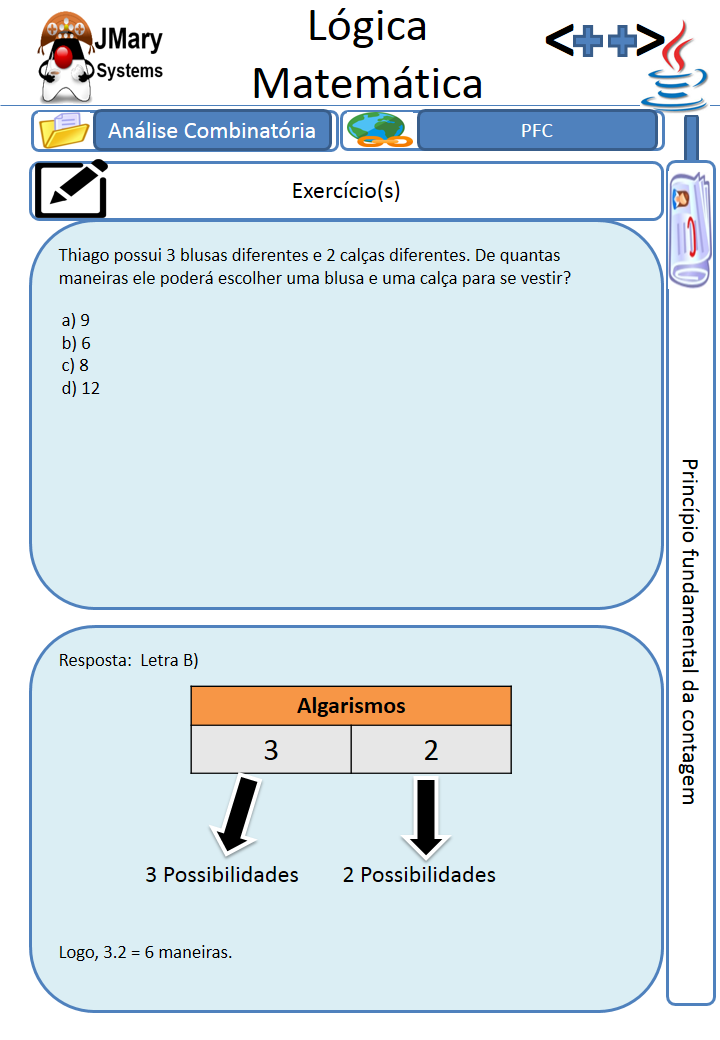 JMary
Systems
Lógica
Matemática
<++>
Análise Combinatória
PFC
Exercício(s)
Thiago possui 3 blusas diferentes e 2 calças diferentes. De quantas
maneiras ele poderá escolher uma blusa e uma calça para se vestir?
a) 9
b) 6
c) 8
d) 12
Princípio fundamental da contagem
Resposta:  Letra B)
Algarismos
3 2
3 Possibilidades 2 Possibilidades
Logo, 3.2 = 6 maneiras.